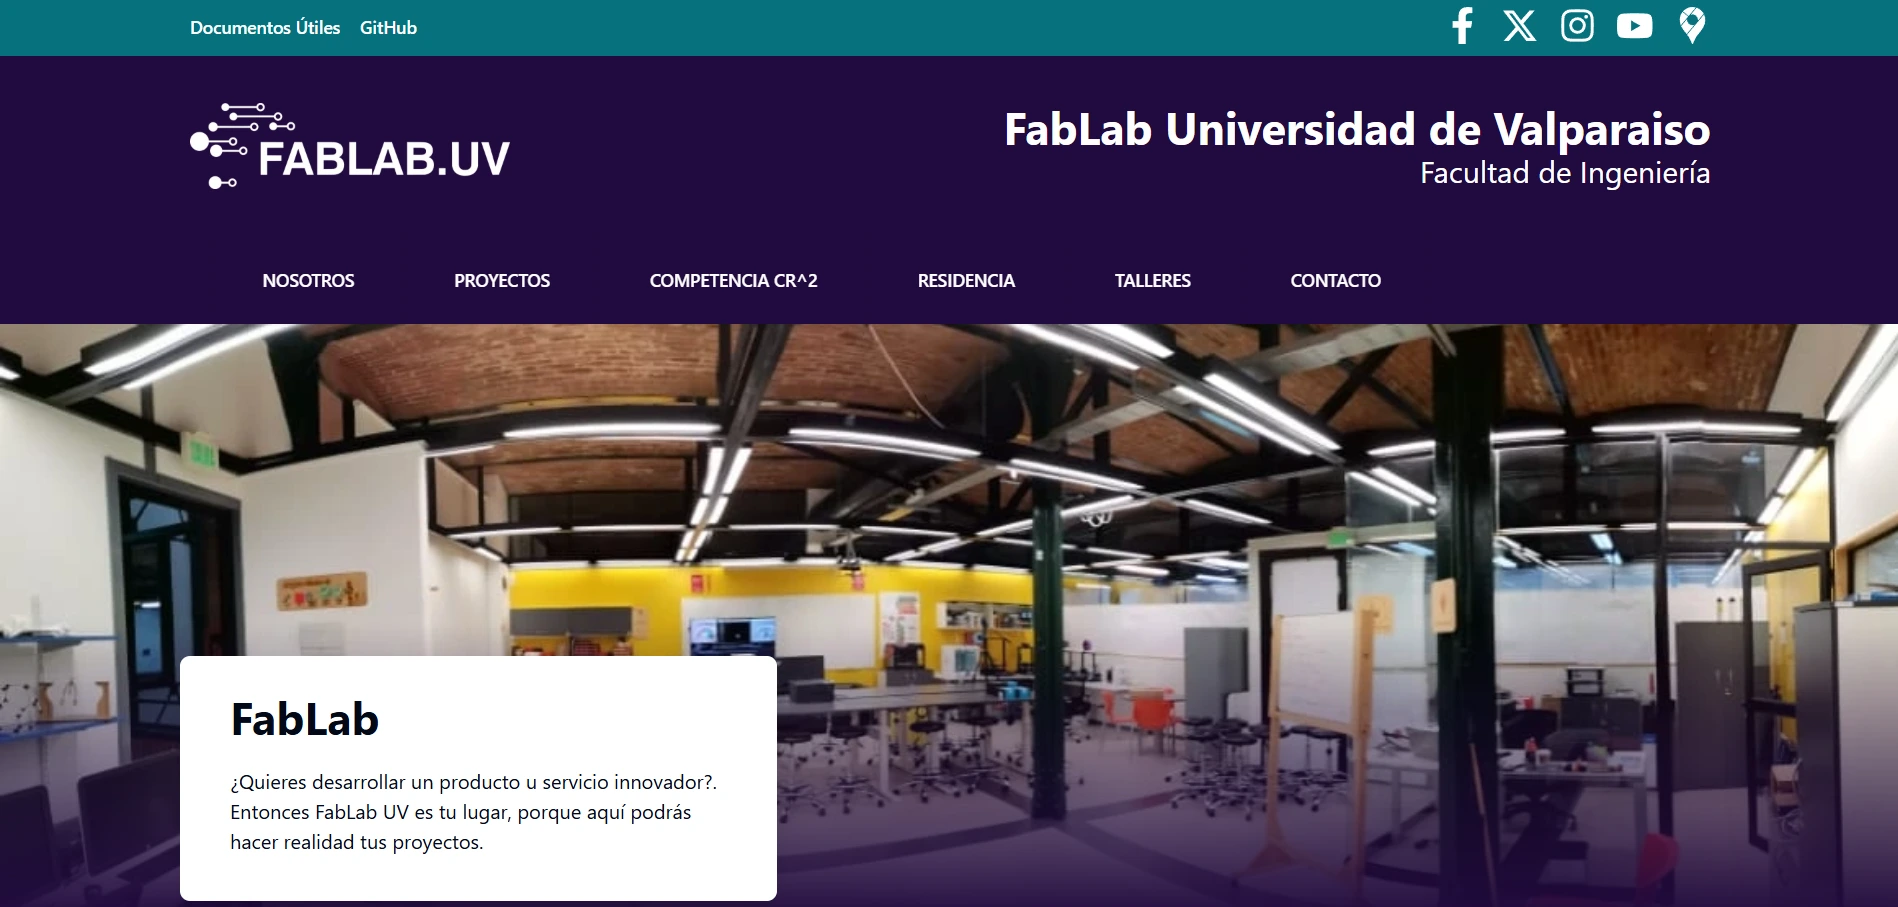 Documentos Útiles GitHub
FABLAB.UV
FabLab Universidad de Valparaiso
Facultad de Ingeniería
NOSOTROS PROYECTOS COMPETENCIA CR^2 RESIDENCIA TALLERES CONTACTO
FabLab
¿Quieres desarrollar un producto u servicio innovador?.
Entonces FabLab UV es tu lugar, porque aquí podrás
hacer realidad tus proyectos.